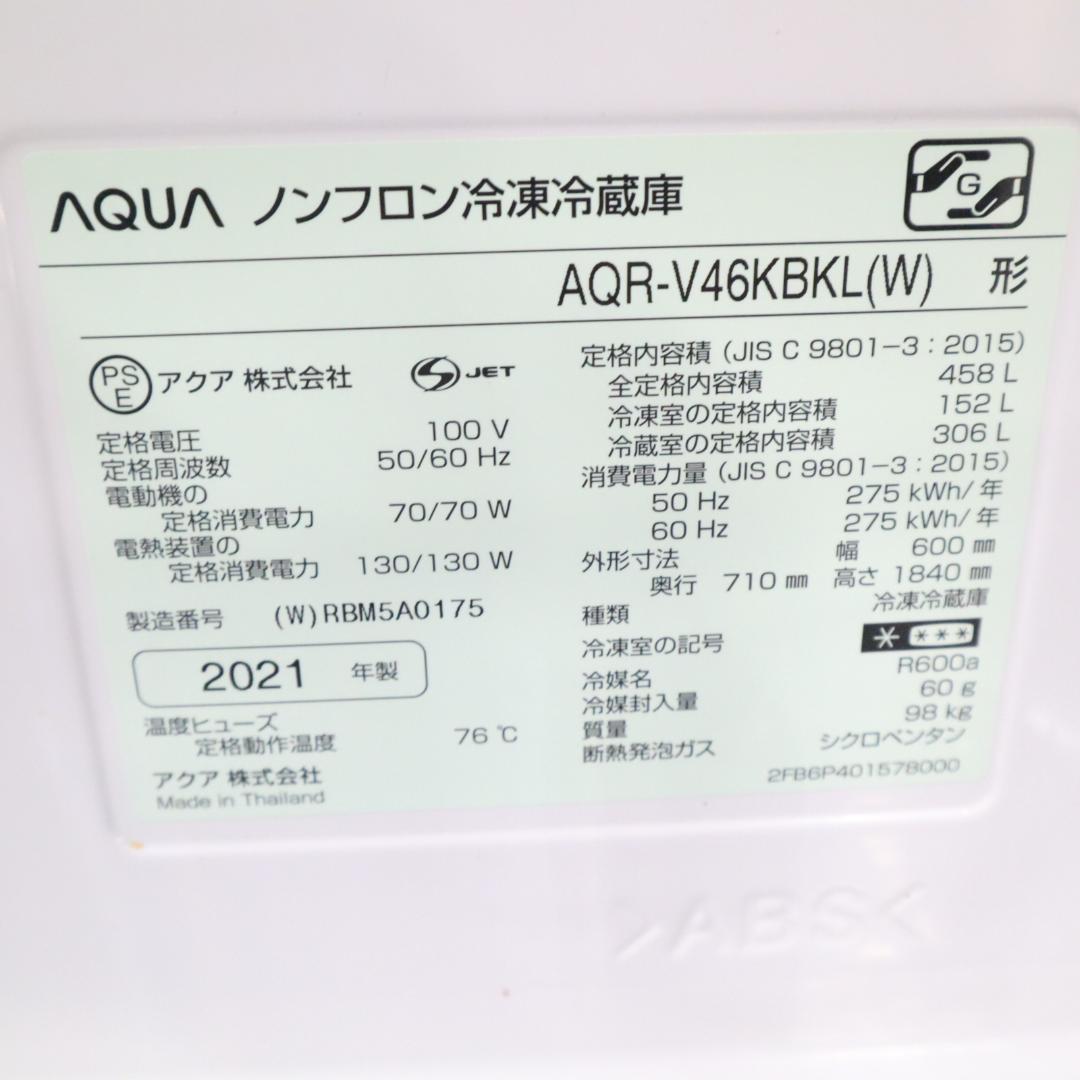 AQUA ノンフロン冷凍冷蔵庫
G
AQR-V46KBKL(W) 形
PS
E
アクア 株式会社
S JET
定格電圧 100 V
定格周波数 50/60 Hz
電動機の
定格消費電力 70/70 W
電熱装置の
定格消費電力 130/130 W
製造番号 (W)RBM5A0175
2021 年製
温度ヒューズ
定格動作温度 76 ℃
アクア 株式会社
Made in Thailand
定格内容積 (JIS C 9801-3:2015)
全定格内容積 458 L
冷凍室の定格内容積 152 L
冷蔵室の定格内容積 306 L
消費電力量 (JIS C 9801-3:2015)
50 Hz 275 kWh/年
60 Hz 275 kWh/年
外形寸法 幅 600 mm
奥行 710 mm 高さ 1840 mm
種類 冷凍冷蔵庫
冷凍室の記号 * ***
冷媒名 R600a
冷媒封入量 60 g
質量 98 kg
断熱発泡ガス シクロペンタン
2FB6P401578000
>ABS<